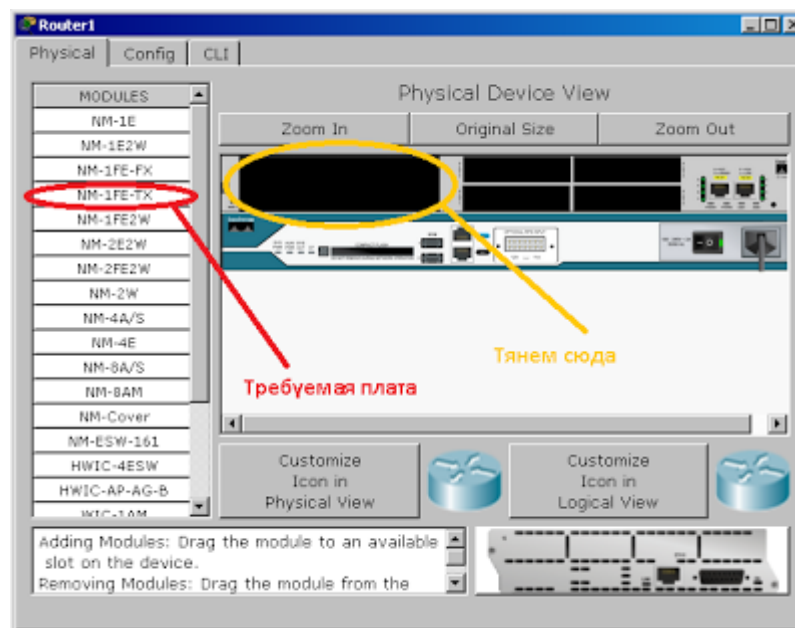 Router1
Physical
Config
CLI
MODULES
NM-1E
NM-1E2W
NM-1FE-FX
NM-1FE-TX
NM-1FE2W
NM-2E2W
NM-2FE2W
NM-2W
NM-4A/S
NM-4E
NM-8A/S
NM-8AM
NM-Cover
NM-ESW-161
HWIC-4ESW
HWIC-AP-AG-B
WIC-1AM
Physical Device View
Zoom In
Original Size
Zoom Out
Тянем сюда
Требуемая плата
Customize
Icon in
Physical View
Customize
Icon in
Logical View
Adding Modules: Drag the module to an available
slot on the device.
Removing Modules: Drag the module from the